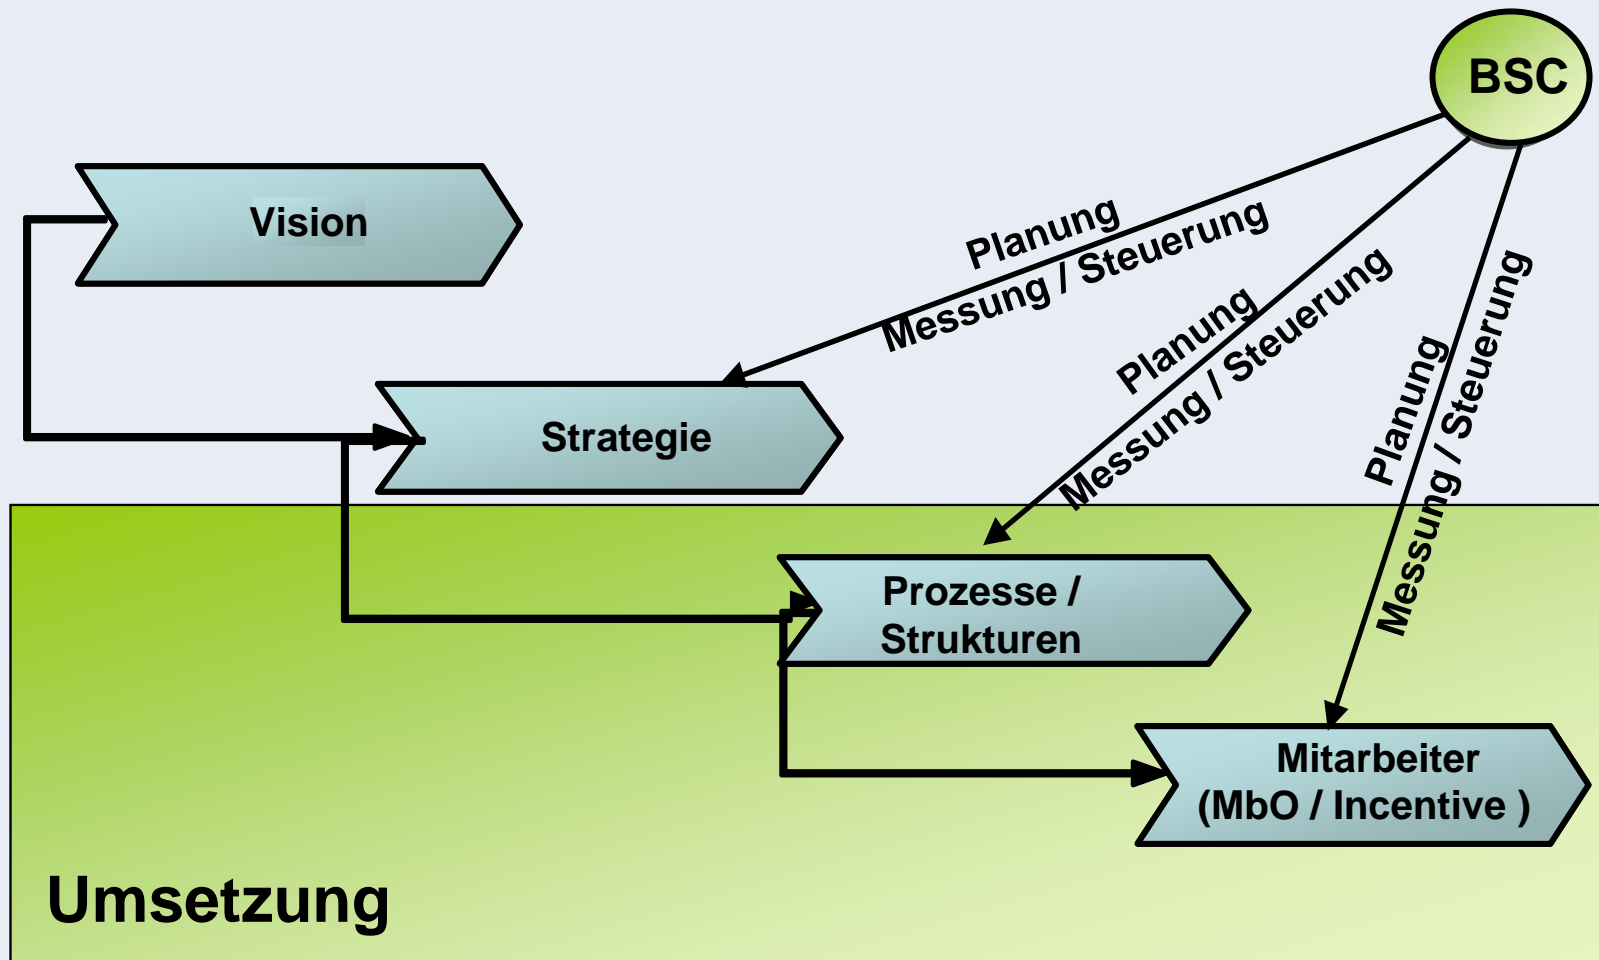 BSC
Vision
Planung
Messung / Steuerung
Planung
Messung / Steuerung
Planung
Messung / Steuerung
Strategie
Prozesse /
Strukturen
Mitarbeiter
(MbO / Incentive )
Umsetzung